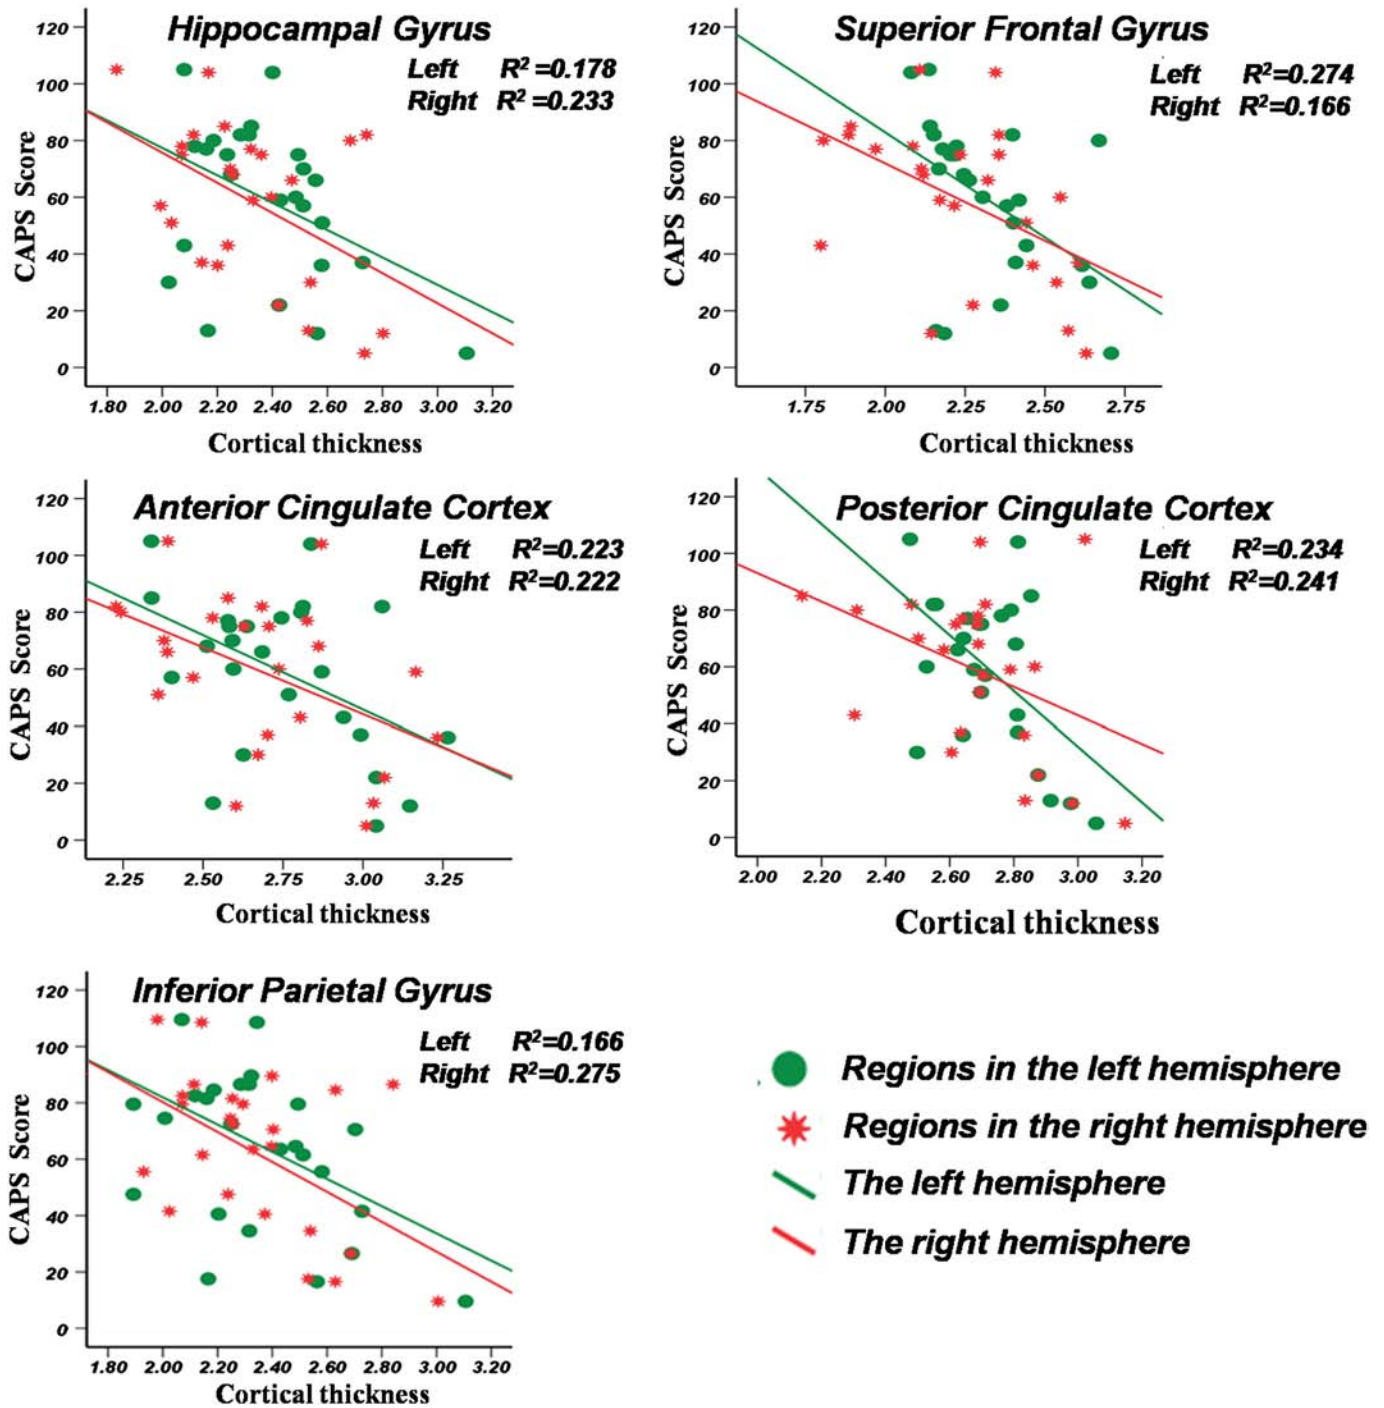 Hippocampal Gyrus
Left R²=0.178
Right R²=0.233
CAPS Score
120
100
80
60
40
20
0
1.80 2.00 2.20 2.40 2.60 2.80 3.00 3.20
Cortical thickness
Superior Frontal Gyrus
Left R²=0.274
Right R²=0.166
CAPS Score
120
100
80
60
40
20
0
1.75 2.00 2.25 2.50 2.75
Cortical thickness
Anterior Cingulate Cortex
Left R²=0.223
Right R²=0.222
CAPS Score
120
100
80
60
40
20
0
2.25 2.50 2.75 3.00 3.25
Cortical thickness
Posterior Cingulate Cortex
Left R²=0.234
Right R²=0.241
CAPS Score
120
100
80
60
40
20
0
2.00 2.20 2.40 2.60 2.80 3.00 3.20
Cortical thickness
Inferior Parietal Gyrus
Left R²=0.166
Right R²=0.275
CAPS Score
120
100
80
60
40
20
0
1.80 2.00 2.20 2.40 2.60 2.80 3.00 3.20
Cortical thickness
Regions in the left hemisphere
Regions in the right hemisphere
The left hemisphere
The right hemisphere